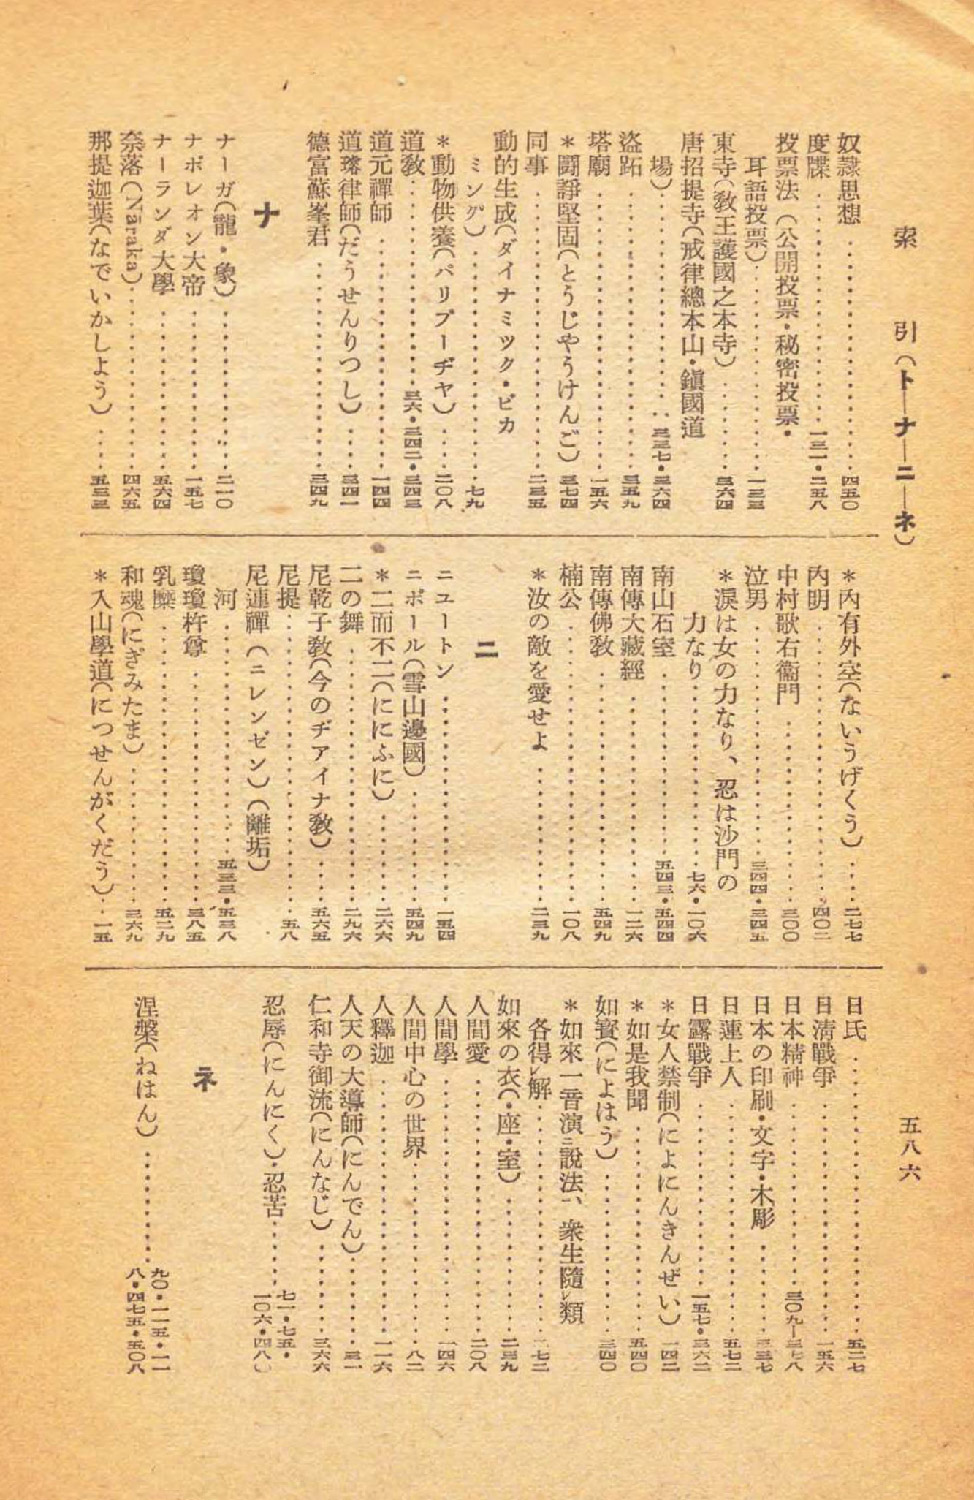 索 引(ト―ナ―ニ―ネ)
五八六
奴隷思想………四五〇
度牒………一三一・二五八
投票法(公開投票・秘密投票・
耳語投票)………一三三
東寺(敎王護國之本寺)………三六四
唐招提寺(戒律總本山・鎭國道
場)………三三七・三六四
盜跖………三五九
塔廟………一五六
*鬪諍堅固(とうじやうけんご)三七四
同事………二三五
動的生成(ダイナミック・ビカ
ミング)………七九
*動物供養(パリプーヂヤ)……二〇八
道敎………三六・三四二・三四三
道元禪師………一四四
道璿律師(だうせんりつし)……三四一
德富蘇峯君………三四九
ナ
ナーガ(龍・象)………二一〇
ナポレオン大帝………一五七
ナーランダ大學………五六四
奈落(Naraka)………四六五
那提迦葉(なでいかしよう)……五三三
*內有外空(ないうげくう)……二七七
內明………四〇二
中村歌右衞門………三〇〇
泣男………三四四・三四五
*淚は女の力なり、忍は沙門の
力なり………七六・一〇六
南山石室………五四三・五四四
南傳大藏經………一二六
南傳佛敎………五四九
楠公………一〇八
*汝の敵を愛せよ………二三九
ニ
ニユートン………一五四
ニポール(雪山邊國)………五四九
*二而不二(ににふに)………二六六
二の舞………二九六
尼乾子敎(今のヂアイナ敎)……五六五
尼提………五八
尼連禪(ニレンゼン)(離垢)
河………五三三・五三八
瓊瓊杵尊………三八五
乳糜………五二九
和魂(にぎみたま)………三六九
*入山學道(につせんがくだう)…一五
日氏………五二七
日淸戰爭………一五六
日本精神………三〇九―三七八
日本の印刷・文字・木彫………三三七
日蓮上人………五七二
日露戰爭………一五七・三六二
*女人禁制(によにんきんぜい)一四二
*如是我聞………五四〇
如寶(によほう)………三四〇
*如來一音演ニ說法一、衆生隨レ類
各得レ解………一七二
如來の衣(・座・室)………二三九
人間愛………二〇八
人間學………一四六
人間中心の世界………八二
人釋迦………一一六
人天の大導師(にんでん)………三一
仁和寺御流(にんなじ)………三六六
忍辱(にんにく)・忍苦………七一・七五・
一〇六・四八〇
ネ
涅槃(ねはん)………九〇・一一五・一一
八・四七五・五〇八